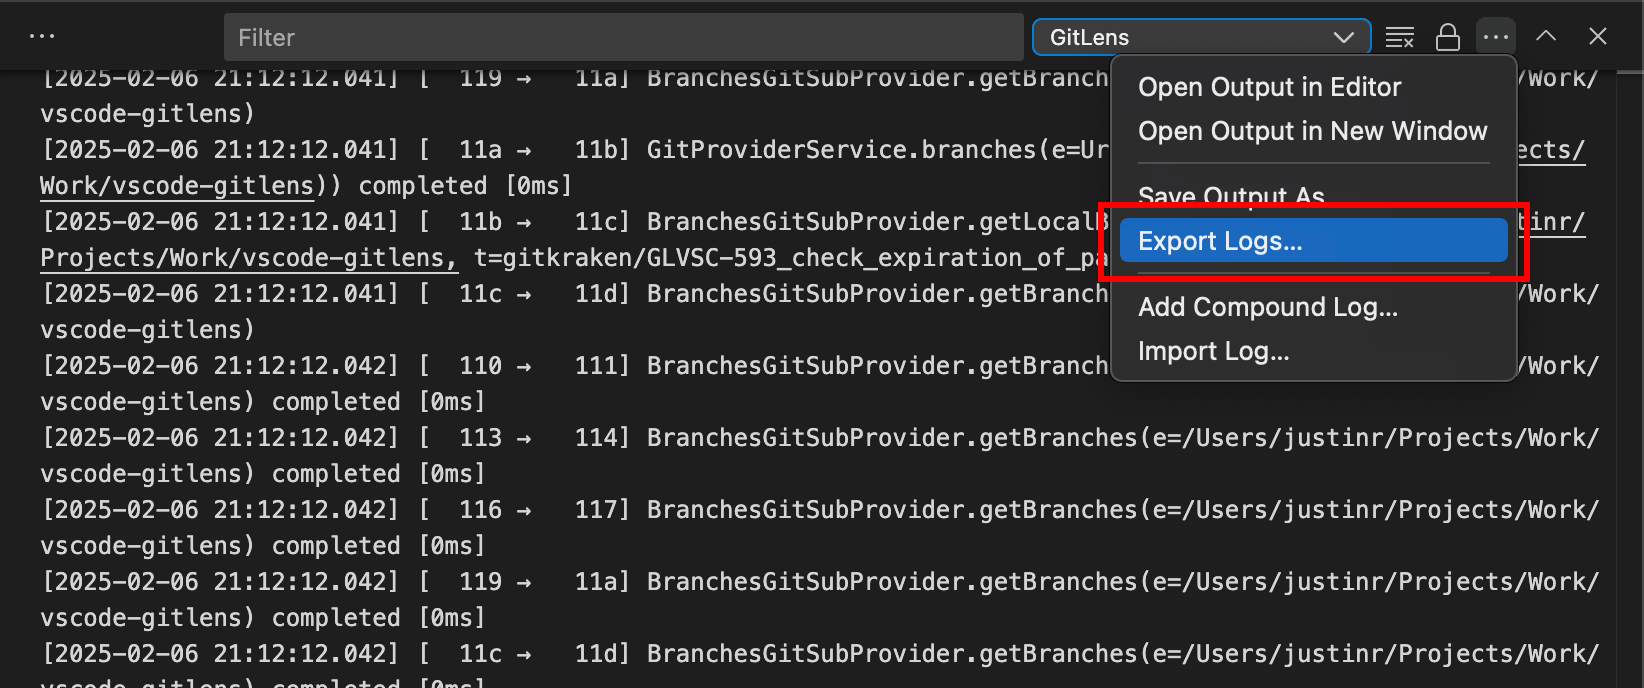 Filter
GitLens
[2025-02-06 21:12:12.041] [  119 →   11a] BranchesGitSubProvider.getBranch
/Work/
vscode-gitlens)
[2025-02-06 21:12:12.041] [  11a →   11b] GitProviderService.branches(e=Ur
ects/
Work/vscode-gitlens)) completed [0ms]
[2025-02-06 21:12:12.041] [  11b →   11c] BranchesGitSubProvider.getLocalB
tinr/
Projects/Work/vscode-gitlens, t=gitkraken/GLVSC-593_check_expiration_of_pa
[2025-02-06 21:12:12.041] [  11c →   11d] BranchesGitSubProvider.getBranch
/Work/
vscode-gitlens)
[2025-02-06 21:12:12.042] [  110 →   111] BranchesGitSubProvider.getBranch
/Work/
vscode-gitlens) completed [0ms]
[2025-02-06 21:12:12.042] [  113 →   114] BranchesGitSubProvider.getBranches(e=/Users/justinr/Projects/Work/
vscode-gitlens) completed [0ms]
[2025-02-06 21:12:12.042] [  116 →   117] BranchesGitSubProvider.getBranches(e=/Users/justinr/Projects/Work/
vscode-gitlens) completed [0ms]
[2025-02-06 21:12:12.042] [  119 →   11a] BranchesGitSubProvider.getBranches(e=/Users/justinr/Projects/Work/
vscode-gitlens) completed [0ms]
[2025-02-06 21:12:12.042] [  11c →   11d] BranchesGitSubProvider.getBranches(e=/Users/justinr/Projects/Work/
vscode-gitlens) completed [0ms]
Open Output in Editor
Open Output in New Window
Save Output As
Export Logs...
Add Compound Log...
Import Log...